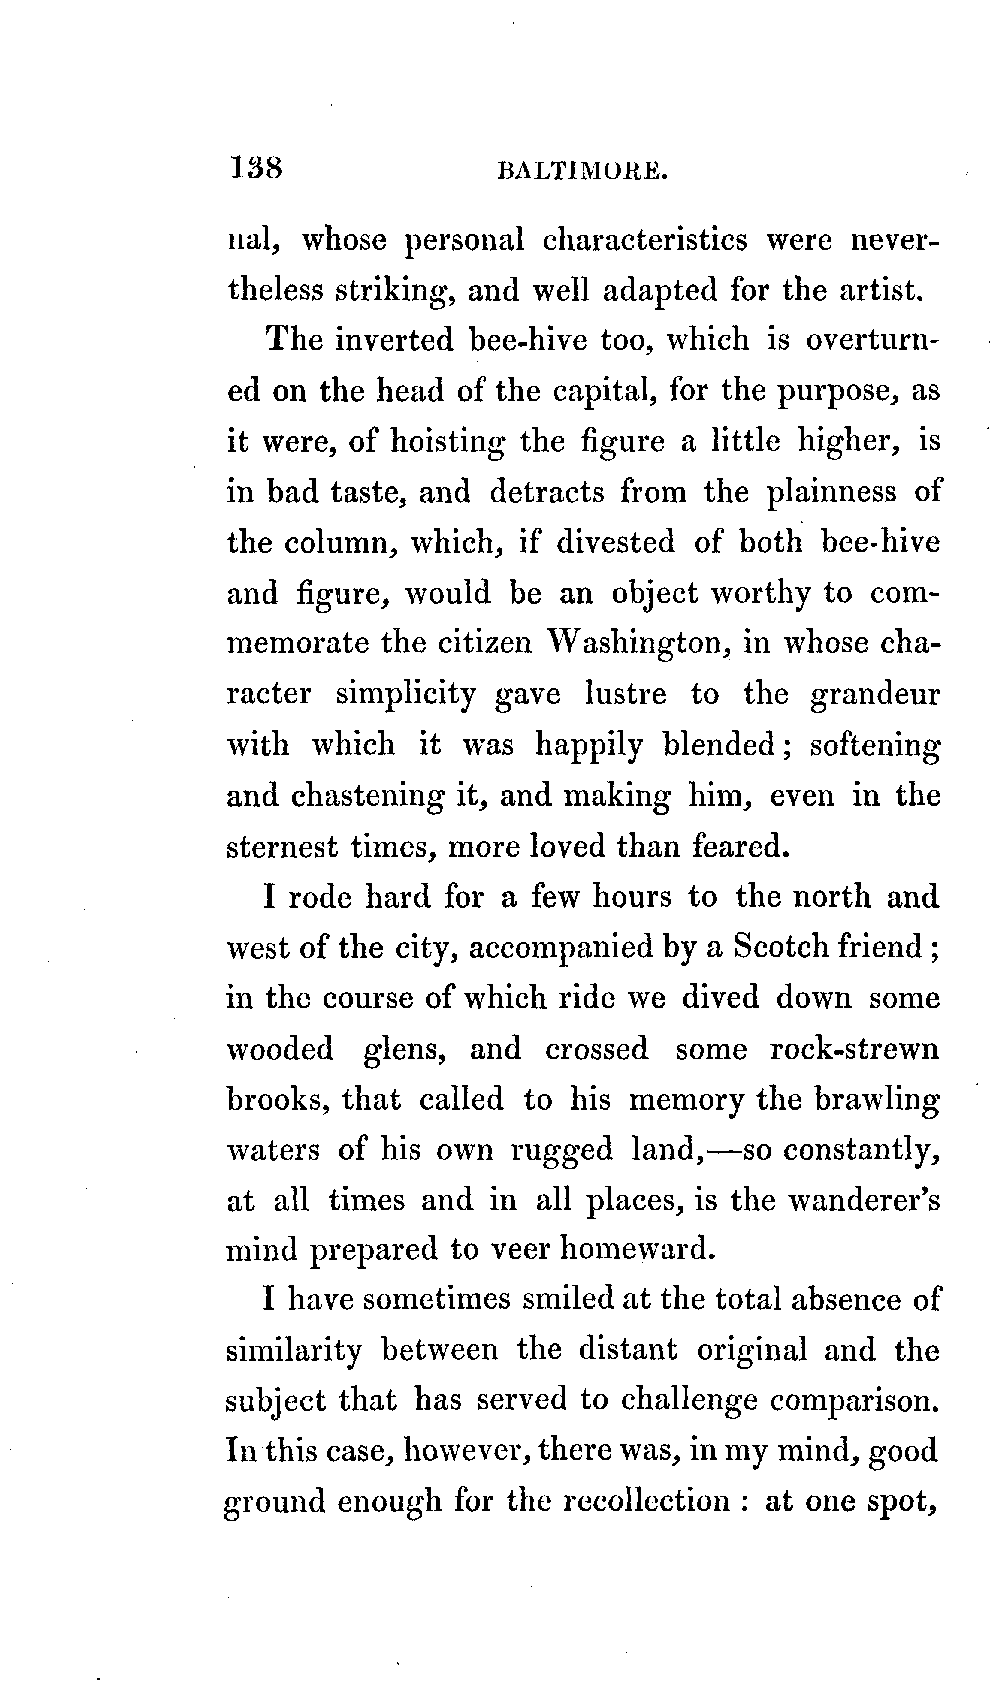 138 BALTIMORE.
nal, whose personal characteristics were never-
theless striking, and well adapted for the artist.
The inverted bee-hive too, which is overturn-
ed on the head of the capital, for the purpose, as
it were, of hoisting the figure a little higher, is
in bad taste, and detracts from the plainness of
the column, which, if divested of both bee-hive
and figure, would be an object worthy to com-
memorate the citizen Washington, in whose cha-
racter simplicity gave lustre to the grandeur
with which it was happily blended; softening
and chastening it, and making him, even in the
sternest times, more loved than feared.
I rode hard for a few hours to the north and
west of the city, accompanied by a Scotch friend;
in the course of which ride we dived down some
wooded glens, and crossed some rock-strewn
brooks, that called to his memory the brawling
waters of his own rugged land,—so constantly,
at all times and in all places, is the wanderer's
mind prepared to veer homeward.
I have sometimes smiled at the total absence of
similarity between the distant original and the
subject that has served to challenge comparison.
In this case, however, there was, in my mind, good
ground enough for the recollection : at one spot,